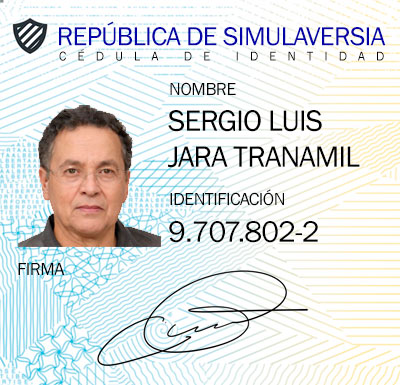 REPÚBLICA DE SIMULAVERSIA
CÉDULA DE IDENTIDAD
NOMBRE
SERGIO LUIS
JARA TRANAMIL
IDENTIFICACIÓN
9.707.802-2
FIRMA